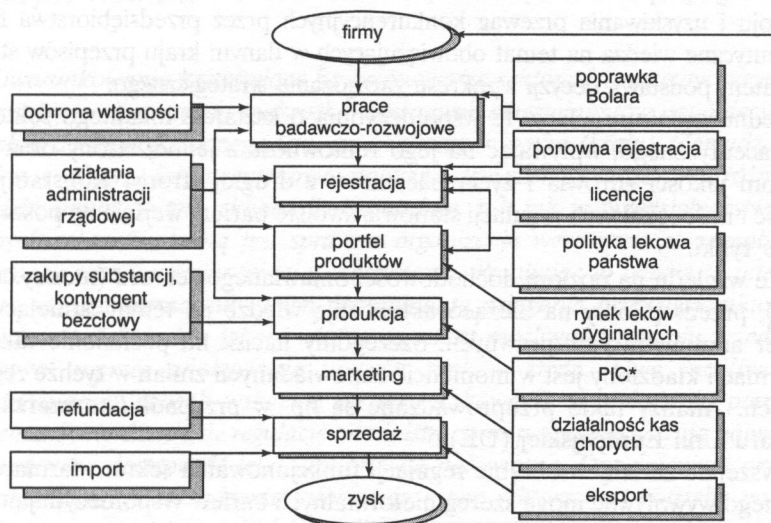 firmy
ochrona własności
działania
administracji
rządowej
zakupy substancji,
kontyngent
bezcłowy
refundacja
import
prace
badawczo-rozwojowe
rejestracja
portfel
produktów
produkcja
marketing
sprzedaż
zysk
poprawka
Bolara
ponowna rejestracja
licencje
polityka lekowa
państwa
rynek leków
oryginalnych
PIC*
działalność kas
chorych
eksport